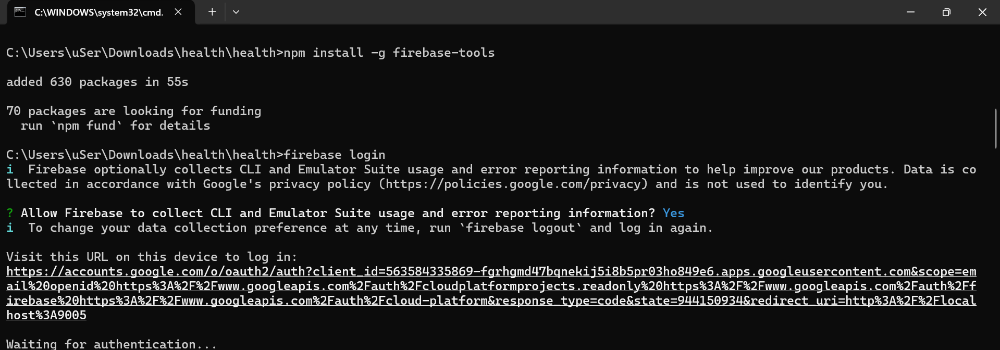 C:\WINDOWS\system32\cmd.
C:\Users\uSer\Downloads\health\health>npm install -g firebase-tools
added 630 packages in 55s
70 packages are looking for funding
  run `npm fund` for details
C:\Users\uSer\Downloads\health\health>firebase login
i  Firebase optionally collects CLI and Emulator Suite usage and error reporting information to help improve our products. Data is co
llected in accordance with Google's privacy policy (https://policies.google.com/privacy) and is not used to identify you.
? Allow Firebase to collect CLI and Emulator Suite usage and error reporting information? Yes
i  To change your data collection preference at any time, run `firebase logout` and log in again.
Visit this URL on this device to log in:
https://accounts.google.com/o/oauth2/auth?client_id=563584335869-fgrhgmd47bqnekij5i8b5pr03ho849e6.apps.googleusercontent.com&scope=em
ail%20openid%20https%3A%2F%2Fwww.googleapis.com%2Fauth%2Fcloudplatformprojects.readonly%20https%3A%2F%2Fwww.googleapis.com%2Fauth%2Ff
irebase%20https%3A%2F%2Fwww.googleapis.com%2Fauth%2Fcloud-platform&response_type=code&state=944150934&redirect_uri=http%3A%2F%2Flocal
host%3A9005
Waiting for authentication...